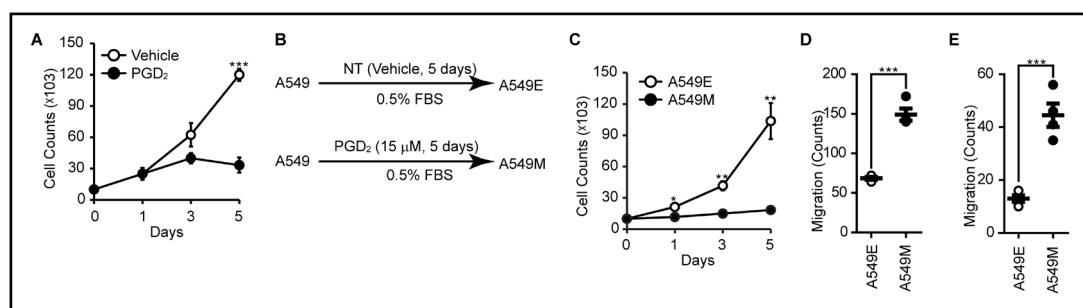 A
Cell Counts (x103)
150
120
90
60
30
0
Vehicle
PGD₂
***
0 1 3 5
Days
B
A549 NT (Vehicle, 5 days) A549E
0.5% FBS
A549 PGD₂ (15 μM, 5 days) A549M
0.5% FBS
C
Cell Counts (x103)
150
120
90
60
30
0
A549E
A549M
* ** **
0 1 3 5
Days
D
Migration (Counts)
200
150
100
50
0
***
A549E A549M
E
Migration (Counts)
60
40
20
0
***
A549E A549M